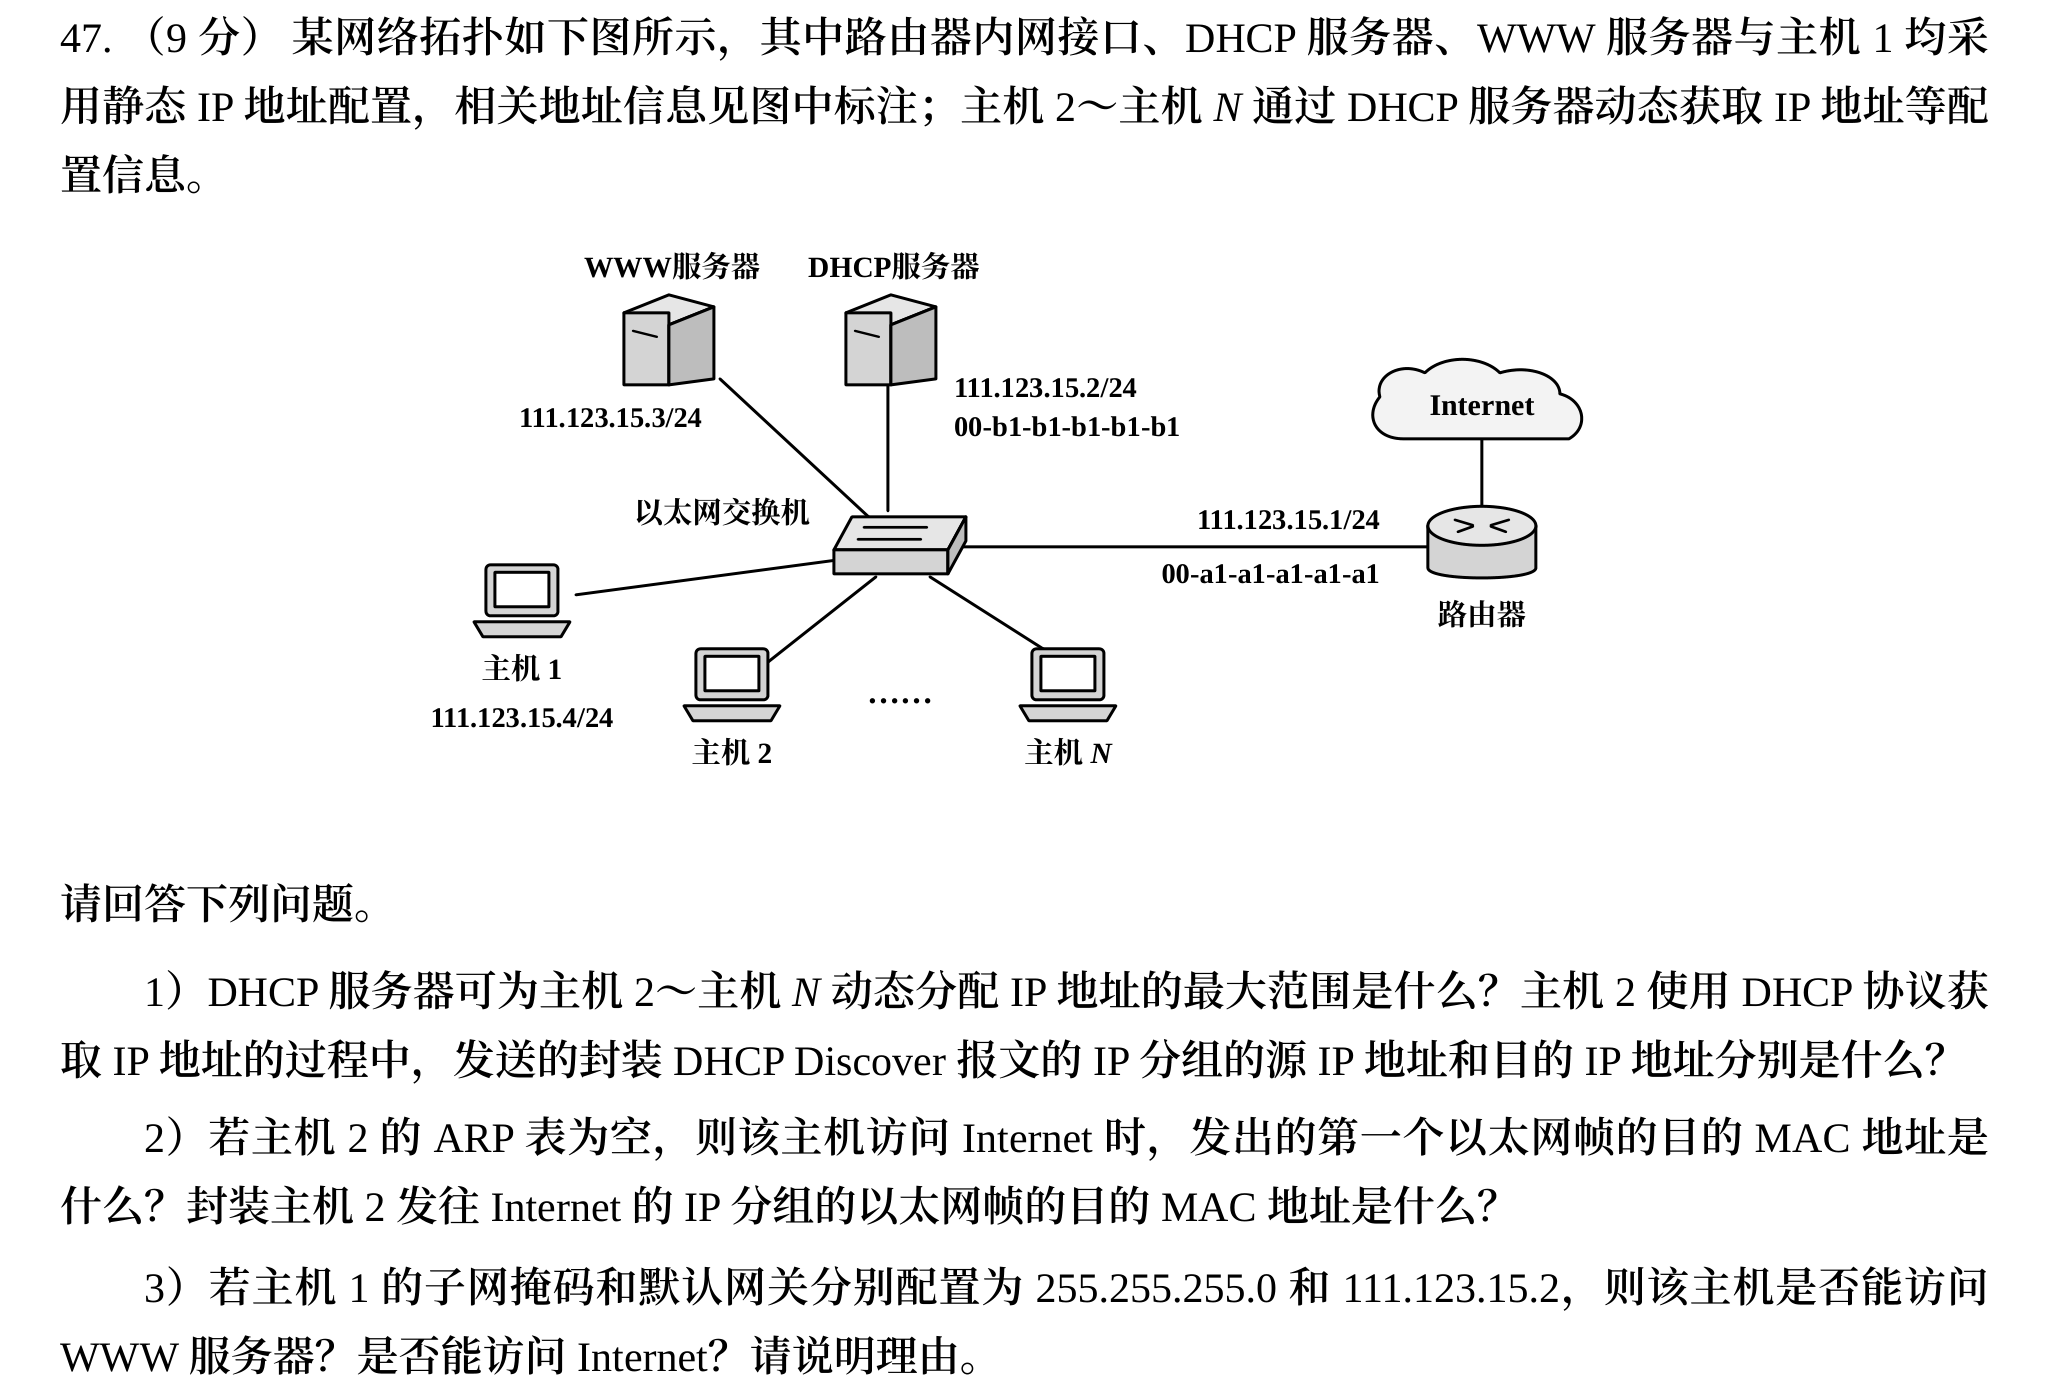 47. （9 分） 某网络拓扑如下图所示，其中路由器内网接口、DHCP 服务器、WWW 服务器与主机 1 均采
用静态 IP 地址配置，相关地址信息见图中标注；主机 2～主机 N 通过 DHCP 服务器动态获取 IP 地址等配
置信息。
WWW服务器 DHCP服务器
111.123.15.2/24
111.123.15.3/24
00-b1-b1-b1-b1-b1
Internet
以太网交换机
111.123.15.1/24
00-a1-a1-a1-a1-a1
路由器
主机 1
111.123.15.4/24
……
主机 2
主机 N
请回答下列问题。
1）DHCP 服务器可为主机 2～主机 N 动态分配 IP 地址的最大范围是什么？主机 2 使用 DHCP 协议获
取 IP 地址的过程中，发送的封装 DHCP Discover 报文的 IP 分组的源 IP 地址和目的 IP 地址分别是什么？
2）若主机 2 的 ARP 表为空，则该主机访问 Internet 时，发出的第一个以太网帧的目的 MAC 地址是
什么？封装主机 2 发往 Internet 的 IP 分组的以太网帧的目的 MAC 地址是什么？
3）若主机 1 的子网掩码和默认网关分别配置为 255.255.255.0 和 111.123.15.2，则该主机是否能访问
WWW 服务器？是否能访问 Internet？请说明理由。